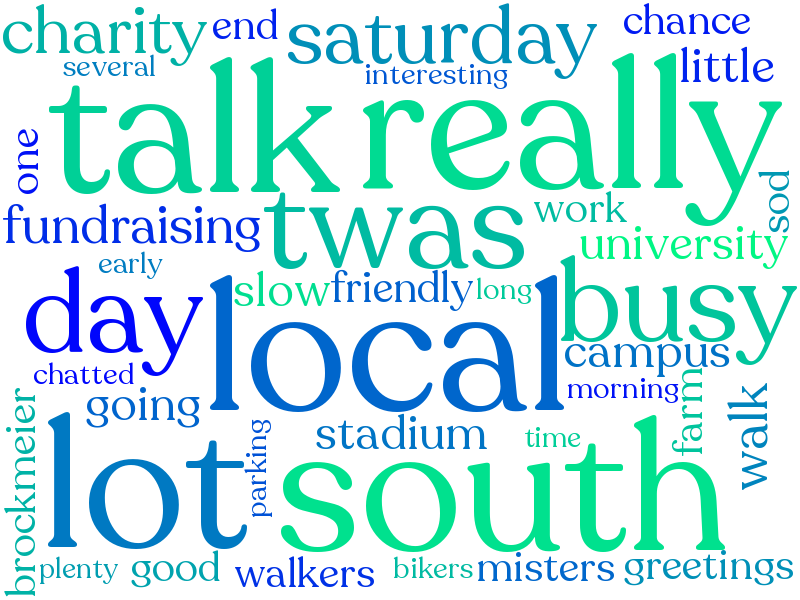 charity
end
saturday
chance
several
interesting
little
talk
really
one
sod
fundraising
twas
work
university
early
day
slow
friendly
long
busy
local
campus
chatted
morning
going
farm
walk
brockmeier
lot
parking
stadium
time
south
plenty
good
walkers
bikers
misters
greetings